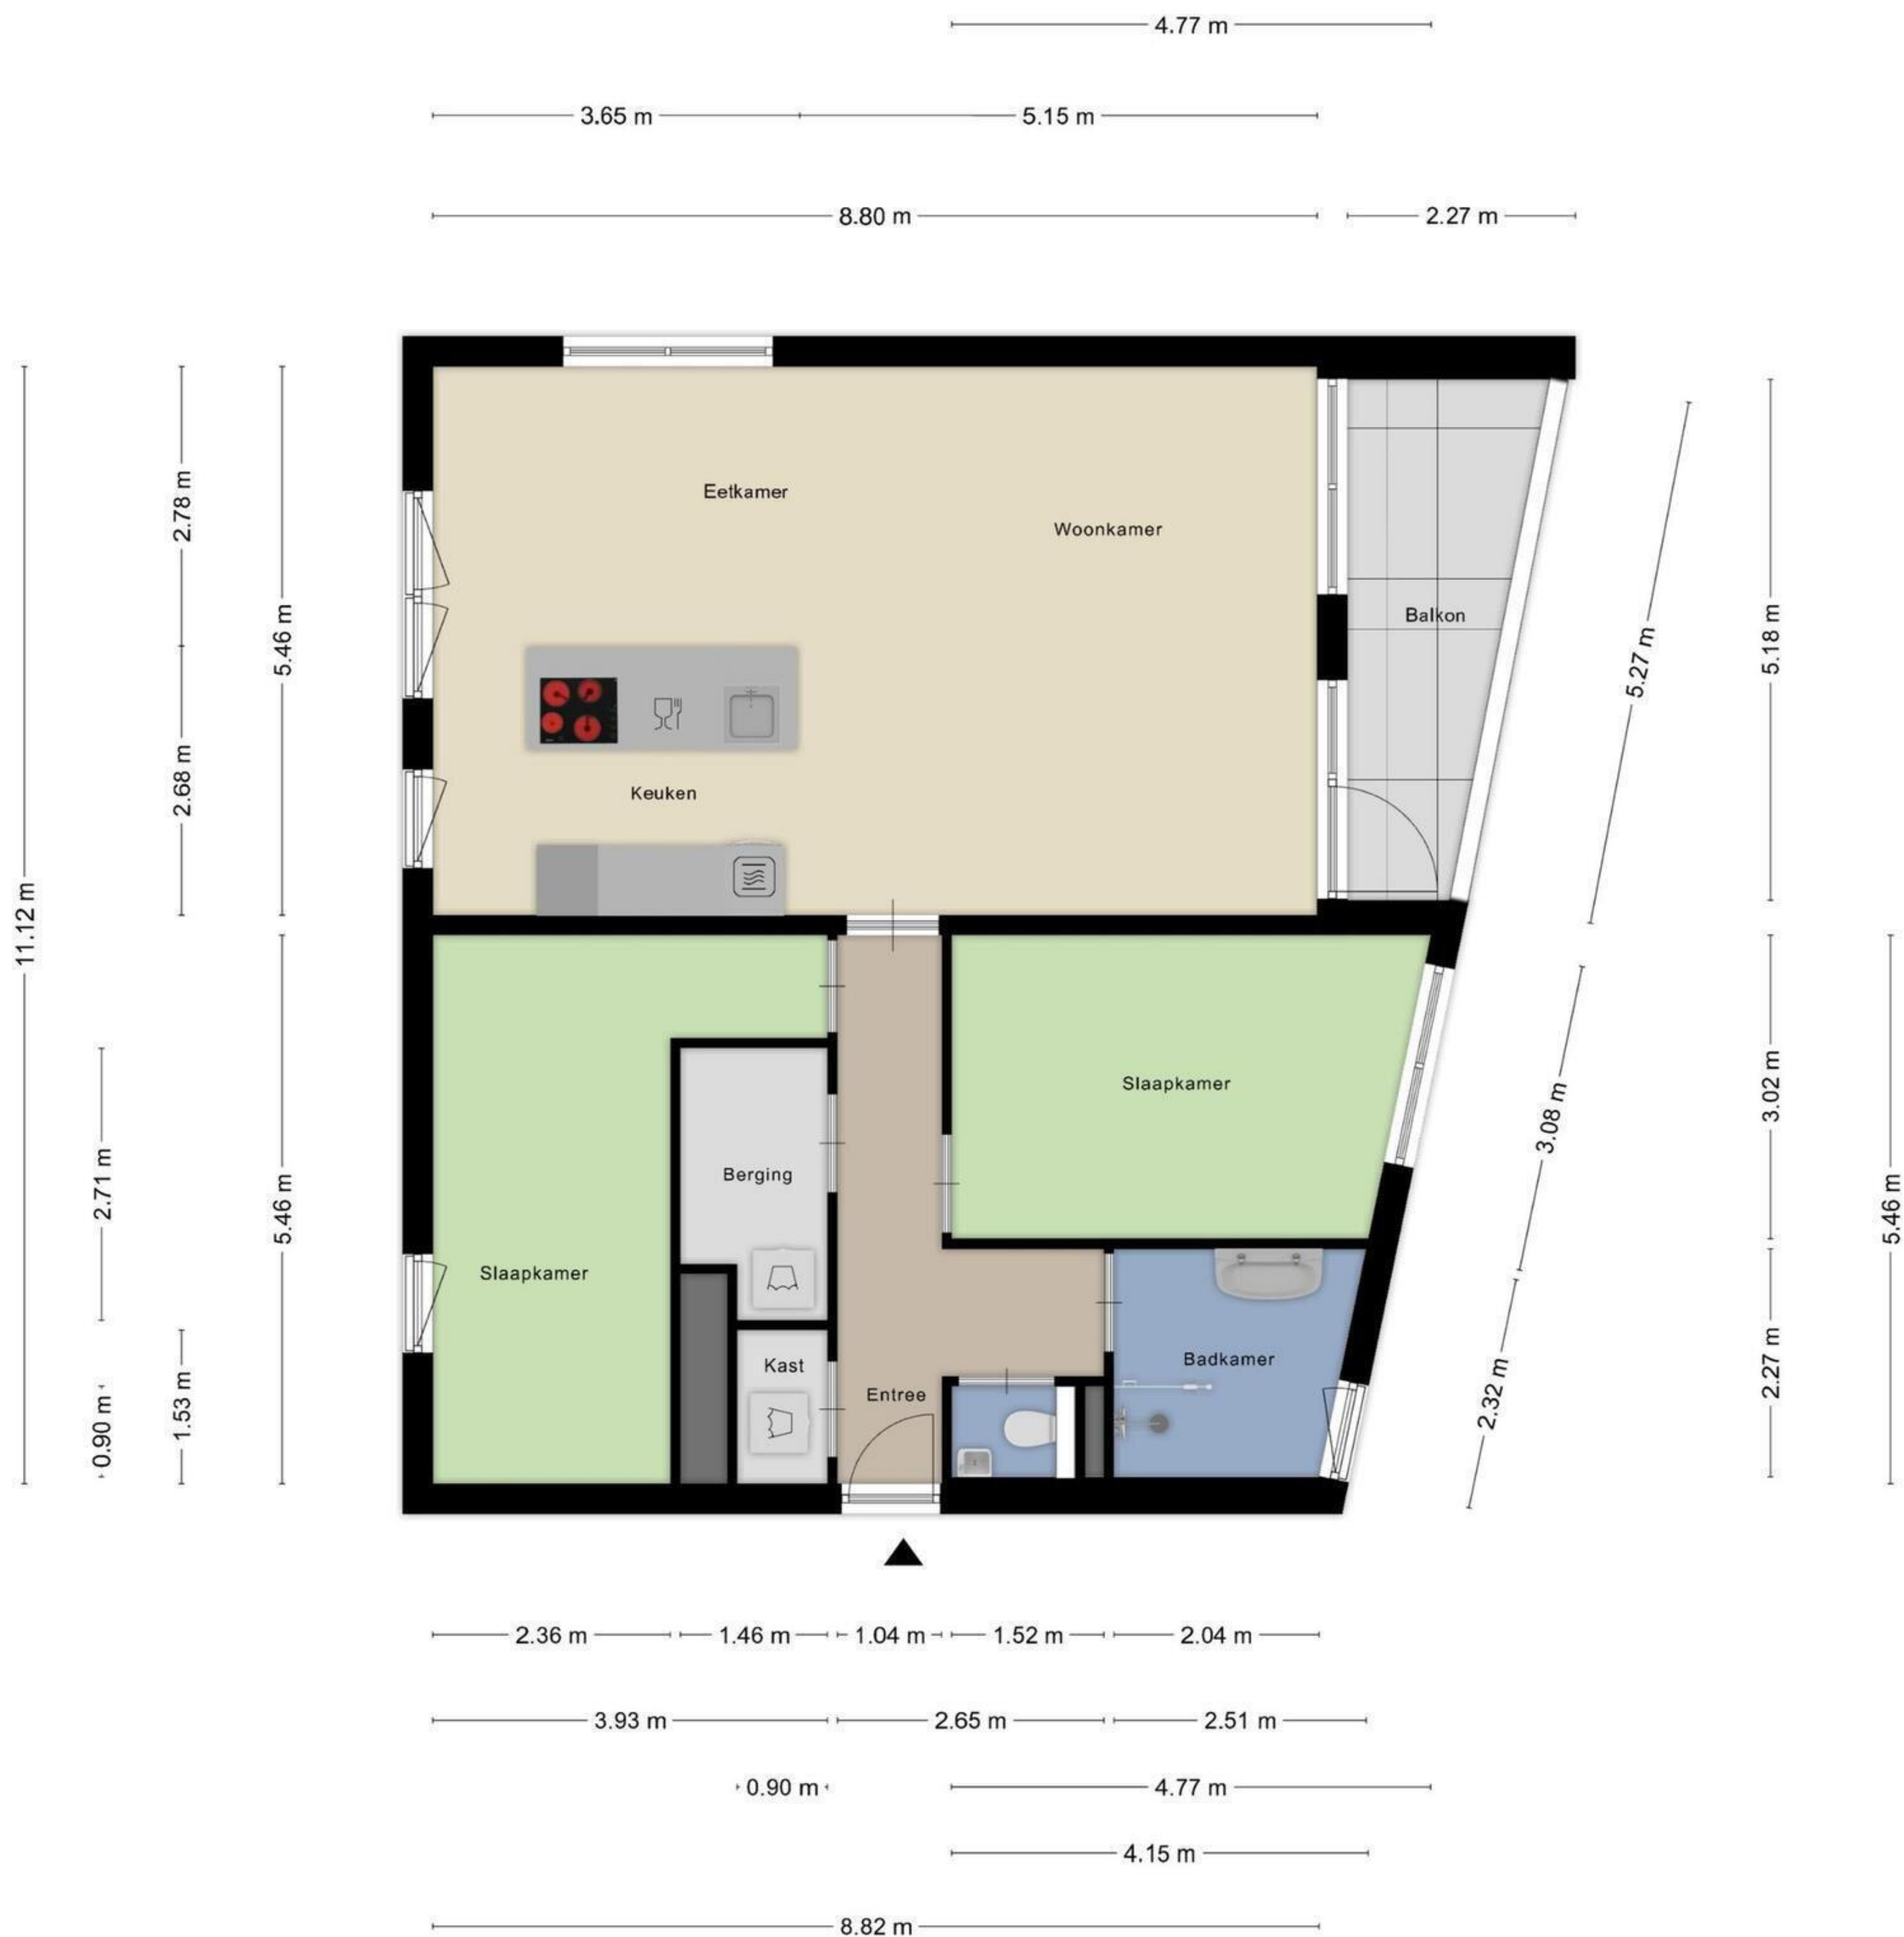 4.77 m
3.65 m
5.15 m
8.80 m
2.27 m
Eetkamer
Woonkamer
Balkon
Keuken
Slaapkamer
Berging
Slaapkamer
Kast
Entree
Badkamer
11.12 m
2.78 m
2.68 m
5.46 m
2.71 m
0.90 m
1.53 m
5.46 m
5.27 m
5.18 m
3.08 m
3.02 m
2.32 m
2.27 m
5.46 m
2.36 m
1.46 m
1.04 m
1.52 m
2.04 m
3.93 m
2.65 m
2.51 m
0.90 m
4.77 m
4.15 m
8.82 m